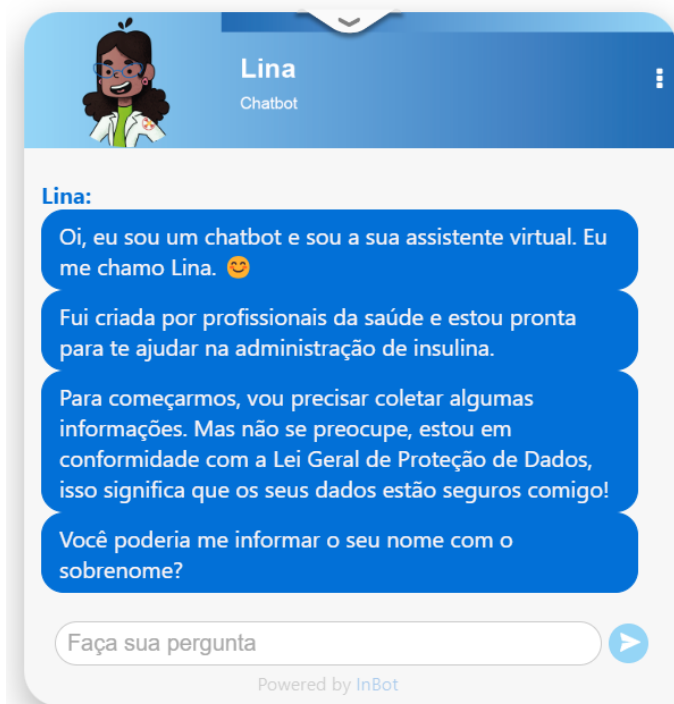 Lina
Chatbot
Lina:
Oi, eu sou um chatbot e sou a sua assistente virtual. Eu
me chamo Lina. 😊
Fui criada por profissionais da saúde e estou pronta
para te ajudar na administração de insulina.
Para começarmos, vou precisar coletar algumas
informações. Mas não se preocupe, estou em
conformidade com a Lei Geral de Proteção de Dados,
isso significa que os seus dados estão seguros comigo!
Você poderia me informar o seu nome com o
sobrenome?
Faça sua pergunta
Powered by InBot